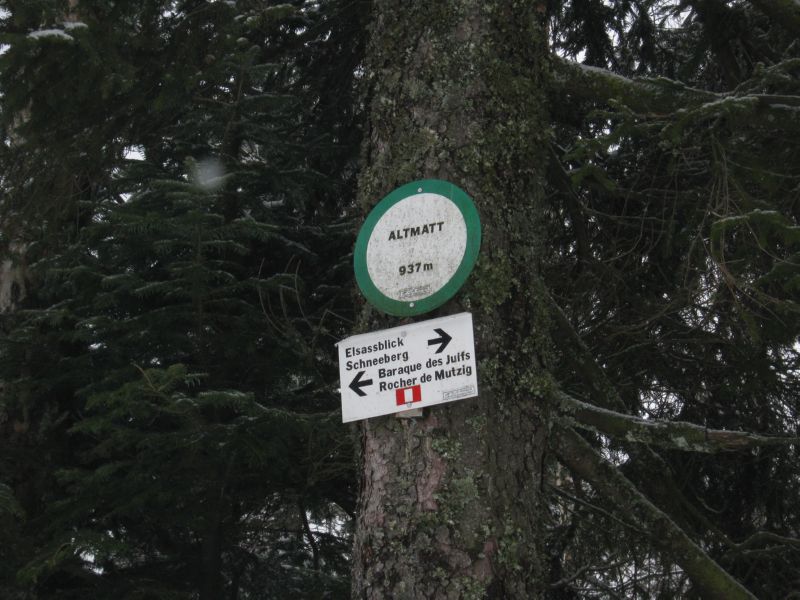 ALTMATT
937m
Elsassblick
Schneeberg
Baraque des Juifs
Rocher de Mutzig